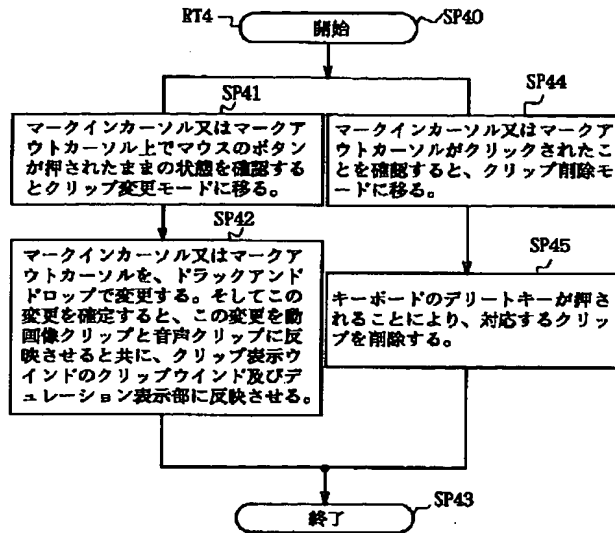 RT4
SP40
開始
SP41
マークインカーソル又はマークア
ウトカーソル上でマウスのボタン
が押されたままの状態を確認する
とクリップ変更モードに移る。
SP42
マークインカーソル又はマークア
ウトカーソルを、ドラックアンド
ドロップで変更する。そしてこの
変更を確定すると、この変更を動
画像クリップと音声クリップに反
映させると共に、クリップ表示ウ
インドのクリップウインド及びデ
ュレーション表示部に反映させる。
SP44
マークインカーソル又はマークア
ウトカーソルがクリックされたこ
とを確認すると、クリップ削除モ
ードに移る。
SP45
キーボードのデリートキーが押さ
れることにより、対応するクリッ
プを削除する。
SP43
終了